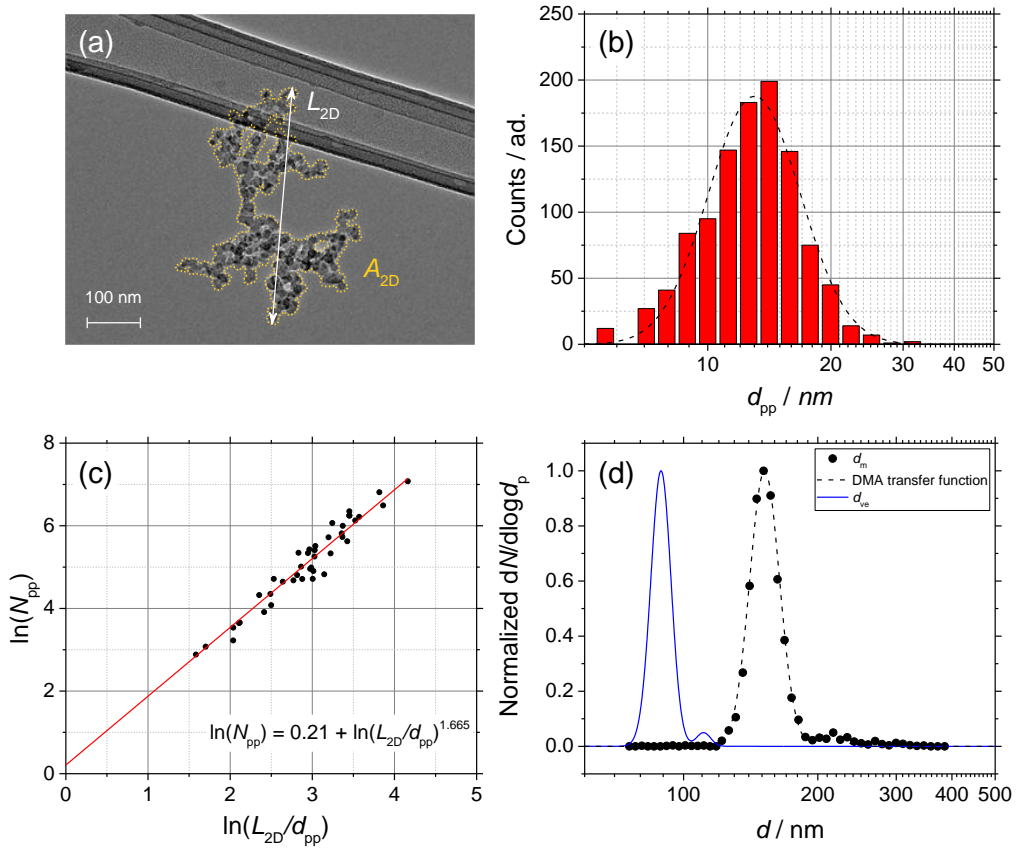 (a)
L2D
A2D
100 nm
(b)
Counts / ad.
250
200
150
100
50
0
10 20 30 40 50
dpp / nm
(c)
ln(Npp)
8
6
4
2
0
ln(Npp) = 0.21 + ln(L2D/dpp)^1.665
0 1 2 3 4 5
ln(L2D/dpp)
(d)
Normalized dN/dlogdp
1.0
0.8
0.6
0.4
0.2
0.0
dm
DMA transfer function
dve
100 200 300 400 500
d / nm